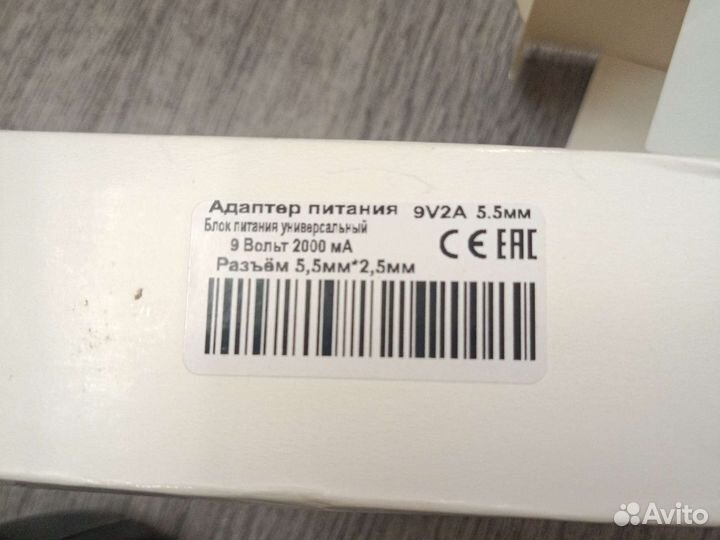 Адаптер питания 9V2A 5.5мм
Блок питания универсальный
9 Вольт 2000 мА
CE EAC
Разъём 5,5мм*2,5мм
Avito